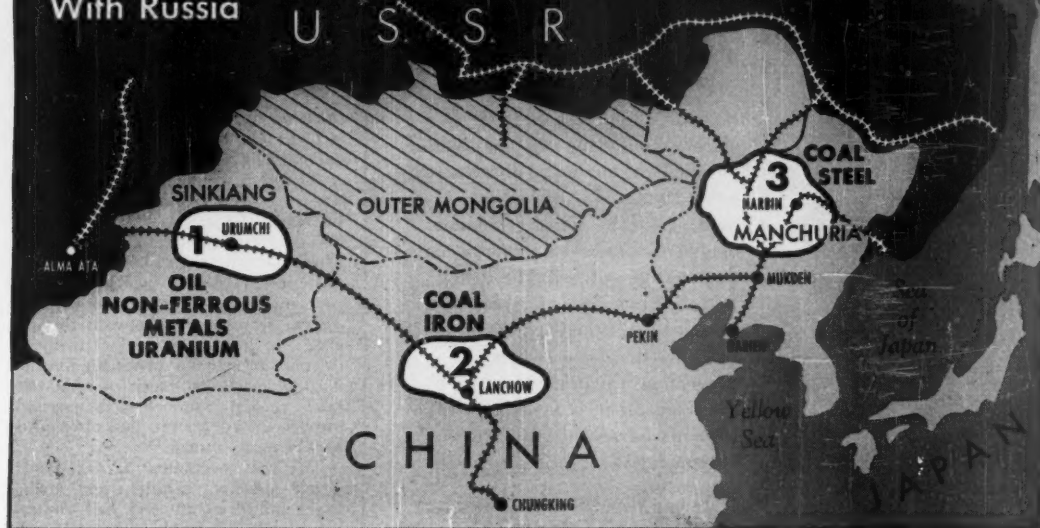 With Russia
U. S. S. R.
SINKIANG
1
URUMCHI
ALMA ATA
OIL
NON-FERROUS
METALS
URANIUM
OUTER MONGOLIA
COAL
IRON
2
LANCHOW
COAL
STEEL
3
HARBIN
MANCHURIA
MUKDEN
PEKIN
Sea
of
Japan
Yellow
Sea
CHINA
CHUNGKING
JAPAN